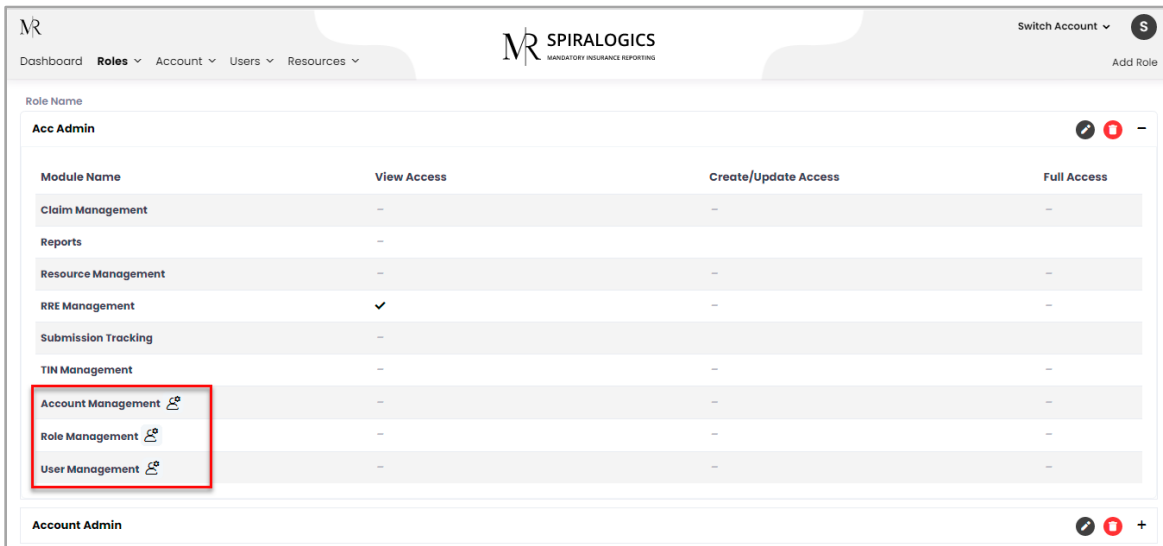 MR
Switch Account
S
MR SPIRALOGICS
MANDATORY INSURANCE REPORTING
Dashboard Roles Account Users Resources
Add Role
Role Name
Acc Admin
Module Name View Access Create/Update Access Full Access
Claim Management – – –
Reports –
Resource Management – – –
RRE Management ✓ – –
Submission Tracking –
TIN Management – – –
Account Management – – –
Role Management – – –
User Management – – –
Account Admin